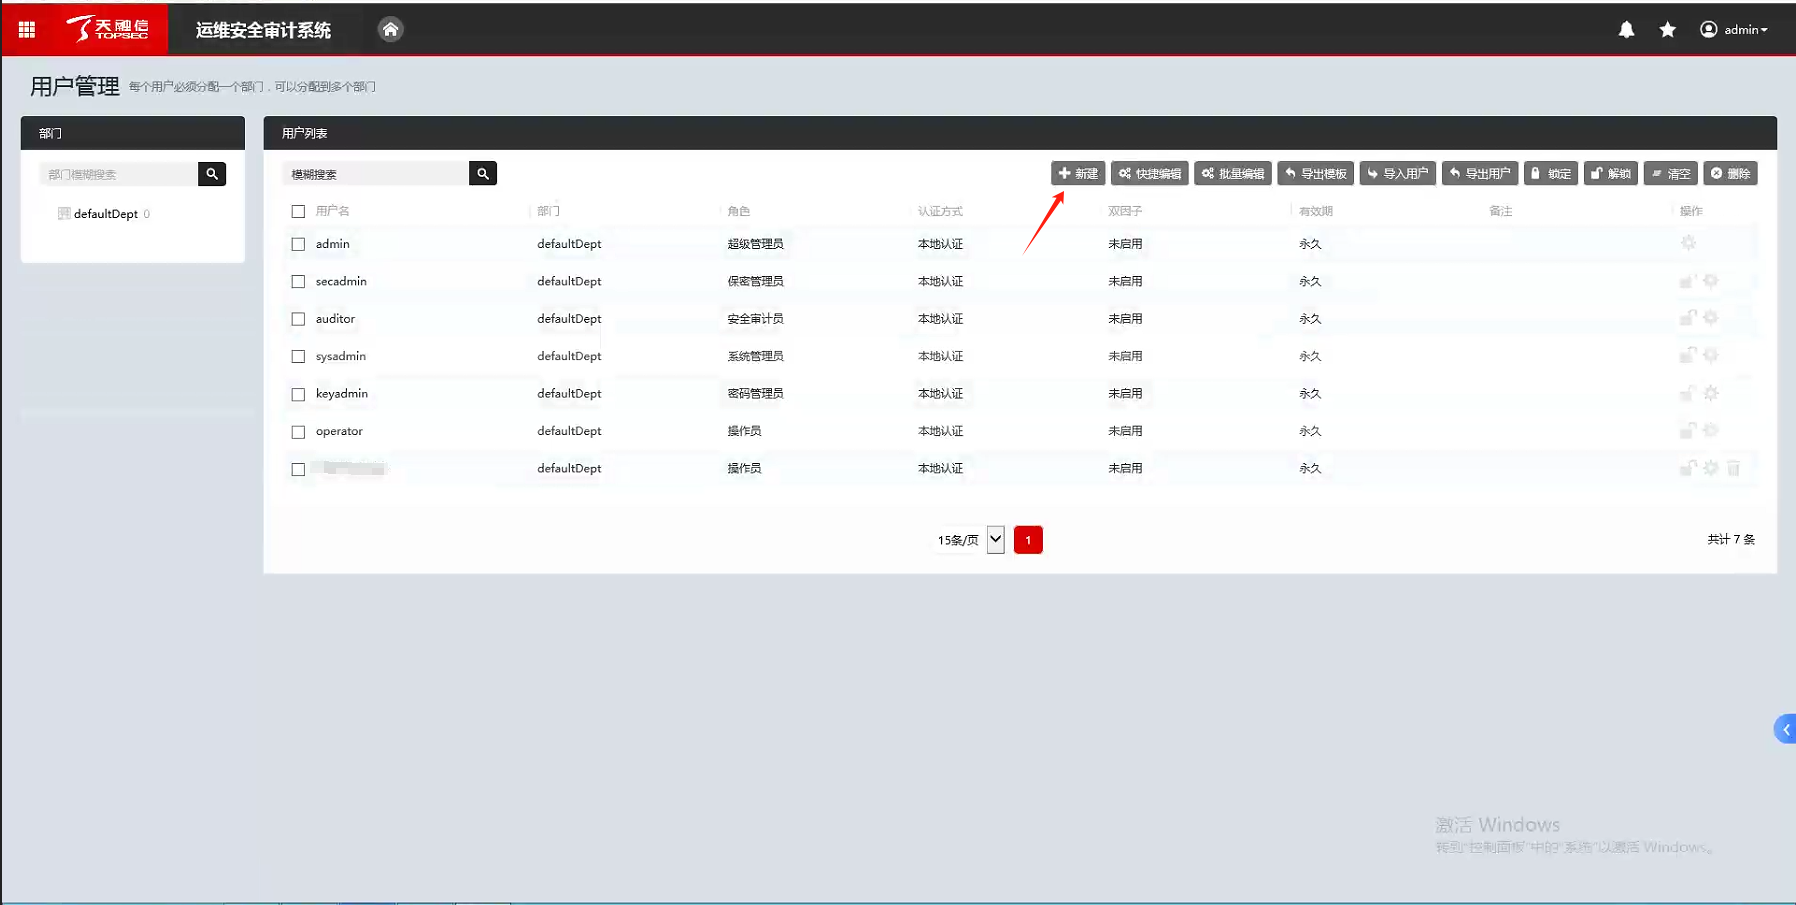 天融信 TOPSEC 运维安全审计系统 admin
用户管理 每个用户必须分配一个部门，可以分配到多个部门
部门 用户列表
部门模糊搜索 模糊搜索 新建 快捷编辑 批量编辑 导出模板 导入用户 导出用户 锁定 解锁 清空 删除
defaultDept 0
用户名 部门 角色 认证方式 双因子 有效期 备注 操作
admin defaultDept 超级管理员 本地认证 未启用 永久
secadmin defaultDept 保密管理员 本地认证 未启用 永久
auditor defaultDept 安全审计员 本地认证 未启用 永久
sysadmin defaultDept 系统管理员 本地认证 未启用 永久
keyadmin defaultDept 密码管理员 本地认证 未启用 永久
operator defaultDept 操作员 本地认证 未启用 永久
defaultDept 操作员 本地认证 未启用 永久
15条/页 1 共计 7 条
激活 Windows
转到"控制面板"中的"系统"以激活 Windows。